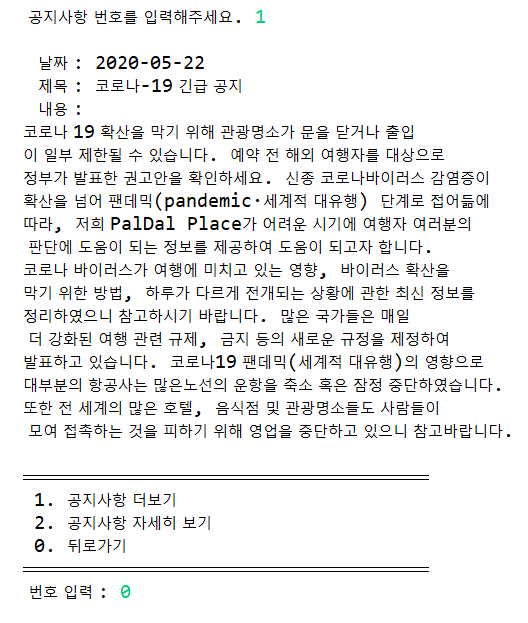 공지사항 번호를 입력해주세요. 1
날짜 : 2020-05-22
제목 : 코로나-19 긴급 공지
내용 :
코로나 19 확산을 막기 위해 관광명소가 문을 닫거나 출입
이 일부 제한될 수 있습니다. 예약 전 해외 여행자를 대상으로
정부가 발표한 권고안을 확인하세요. 신종 코로나바이러스 감염증이
확산을 넘어 팬데믹(pandemic·세계적 대유행) 단계로 접어듦에
따라, 저희 PalDal Place가 어려운 시기에 여행자 여러분의
판단에 도움이 되는 정보를 제공하여 도움이 되고자 합니다.
코로나 바이러스가 여행에 미치고 있는 영향, 바이러스 확산을
막기 위한 방법, 하루가 다르게 전개되는 상황에 관한 최신 정보를
정리하였으니 참고하시기 바랍니다. 많은 국가들은 매일
더 강화된 여행 관련 규제, 금지 등의 새로운 규정을 제정하여
발표하고 있습니다. 코로나19 팬데믹(세계적 대유행)의 영향으로
대부분의 항공사는 많은노선의 운항을 축소 혹은 잠정 중단하였습니다.
또한 전 세계의 많은 호텔, 음식점 및 관광명소들도 사람들이
모여 접촉하는 것을 피하기 위해 영업을 중단하고 있으니 참고바랍니다.
1. 공지사항 더보기
2. 공지사항 자세히 보기
0. 뒤로가기
번호 입력 : 0